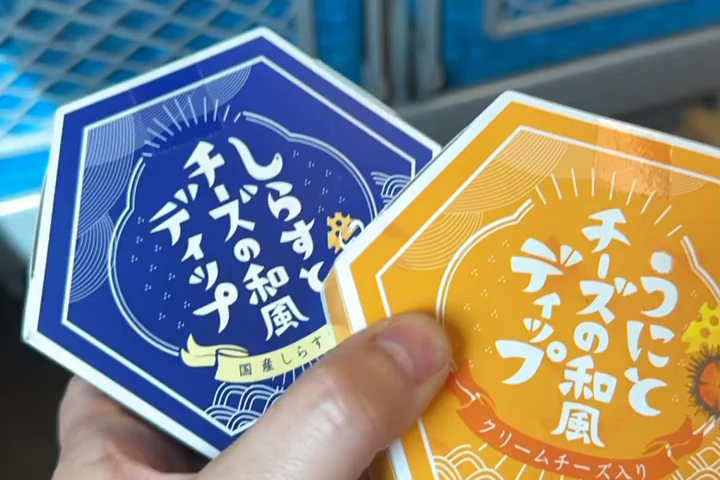 しらすと
チーズの和風
ディップ
国産しらす
うにと
チーズの和風
ディップ
クリームチーズ入り